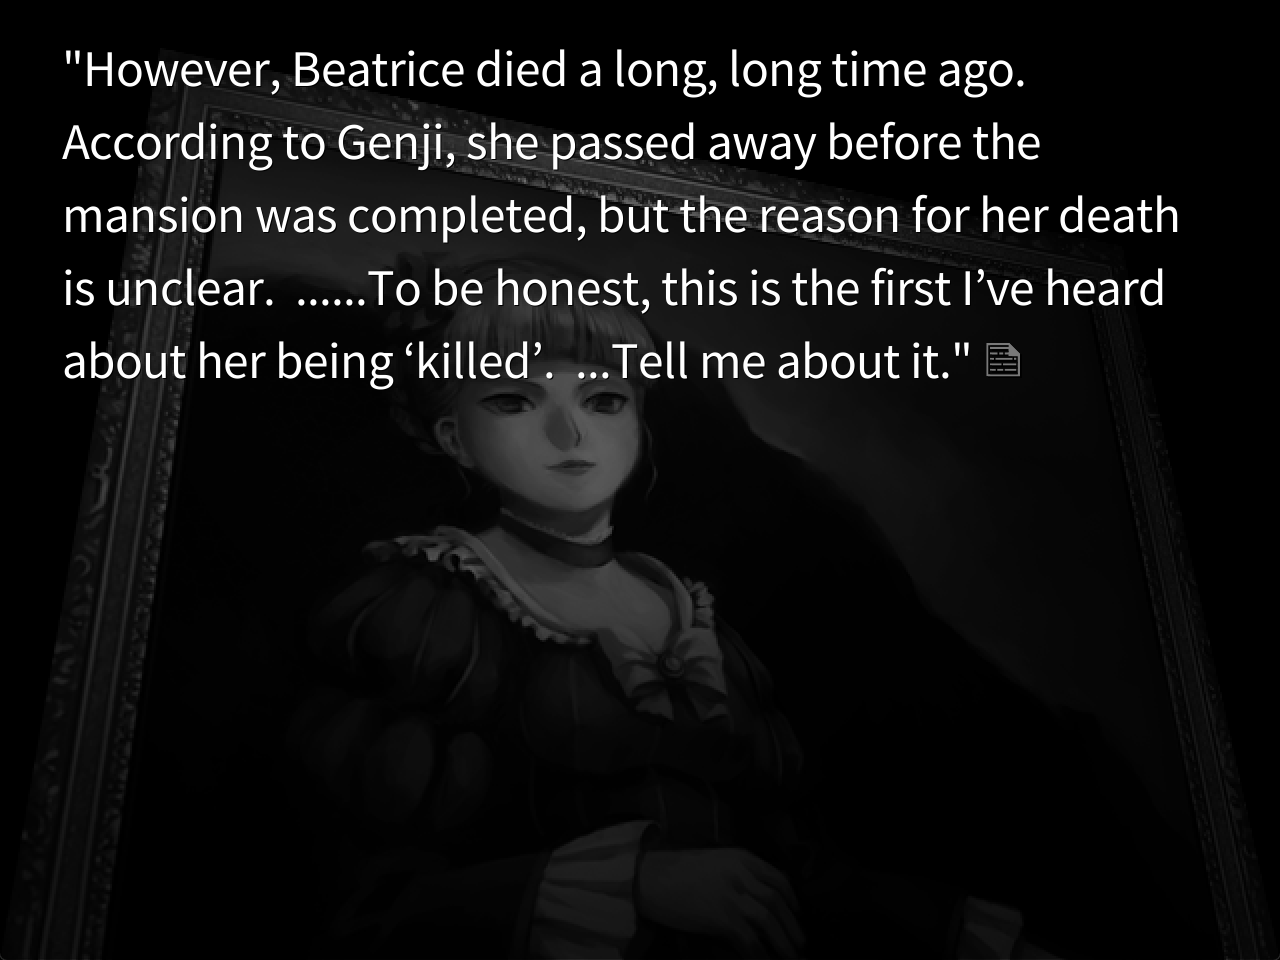 "However, Beatrice died a long, long time ago.
According to Genji, she passed away before the
mansion was completed, but the reason for her death
is unclear.  ......To be honest, this is the first I’ve heard
about her being ‘killed’.  ...Tell me about it."